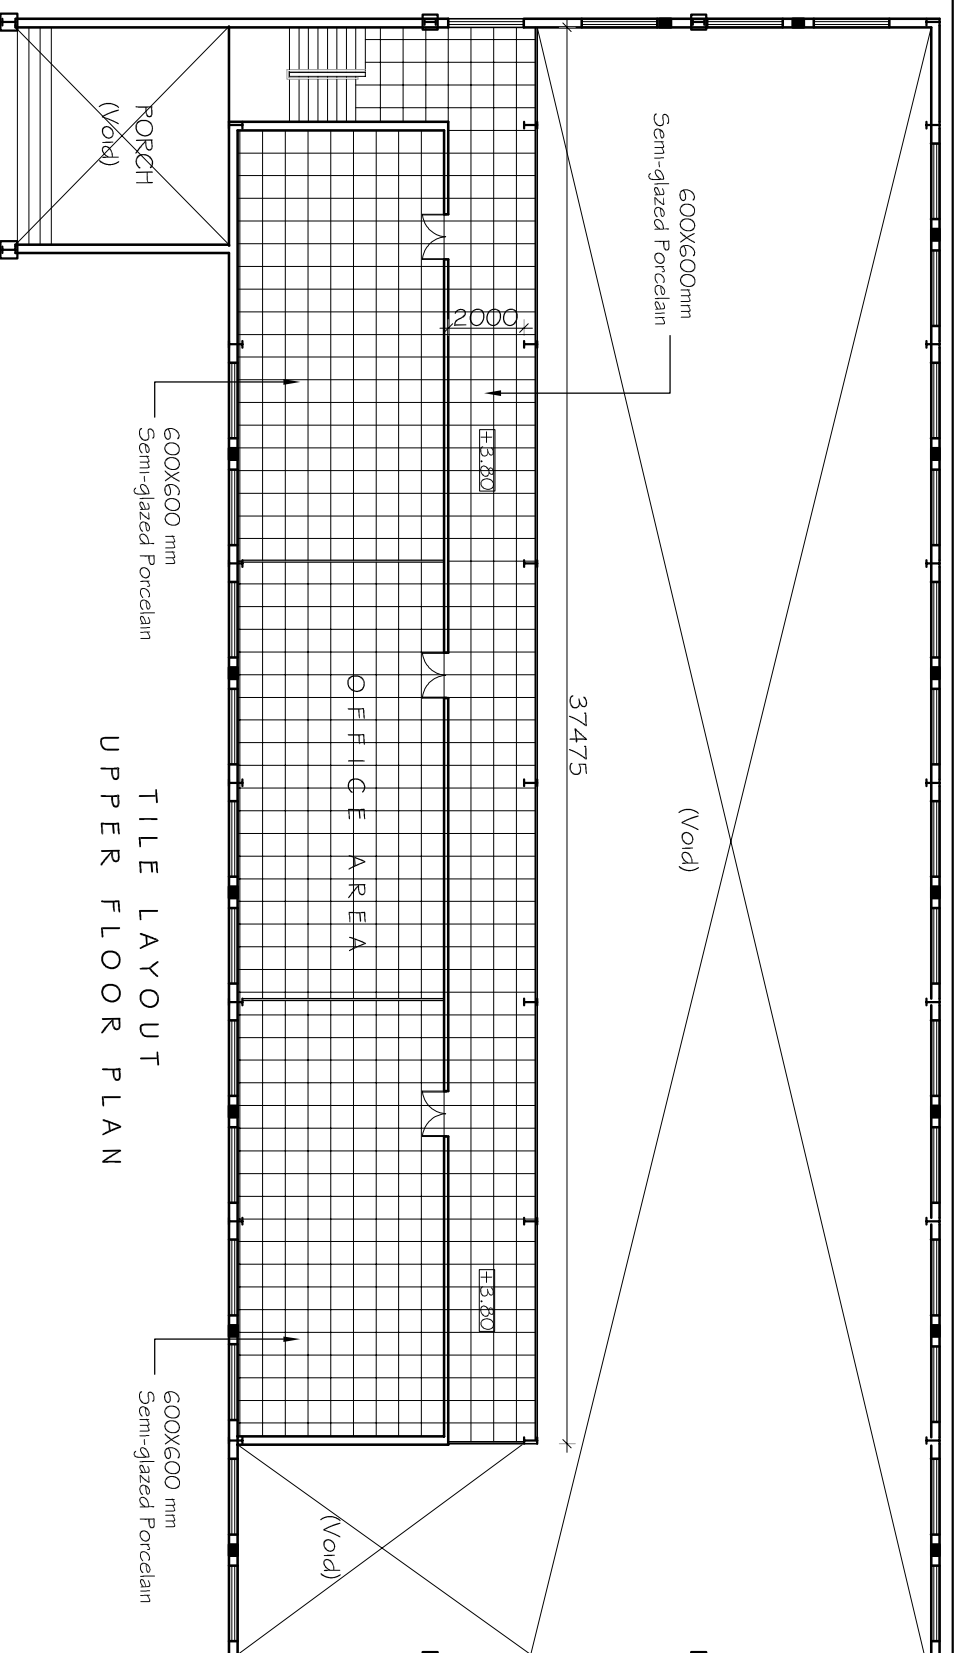 600X600mm
Semi-glazed Porcelain
(Void)
37475
2000
+3.80
+3.80
OFFICE AREA
PORCH
(Void)
(Void)
600X600 mm
Semi-glazed Porcelain
600X600 mm
Semi-glazed Porcelain
TILE LAYOUT
UPPER FLOOR PLAN